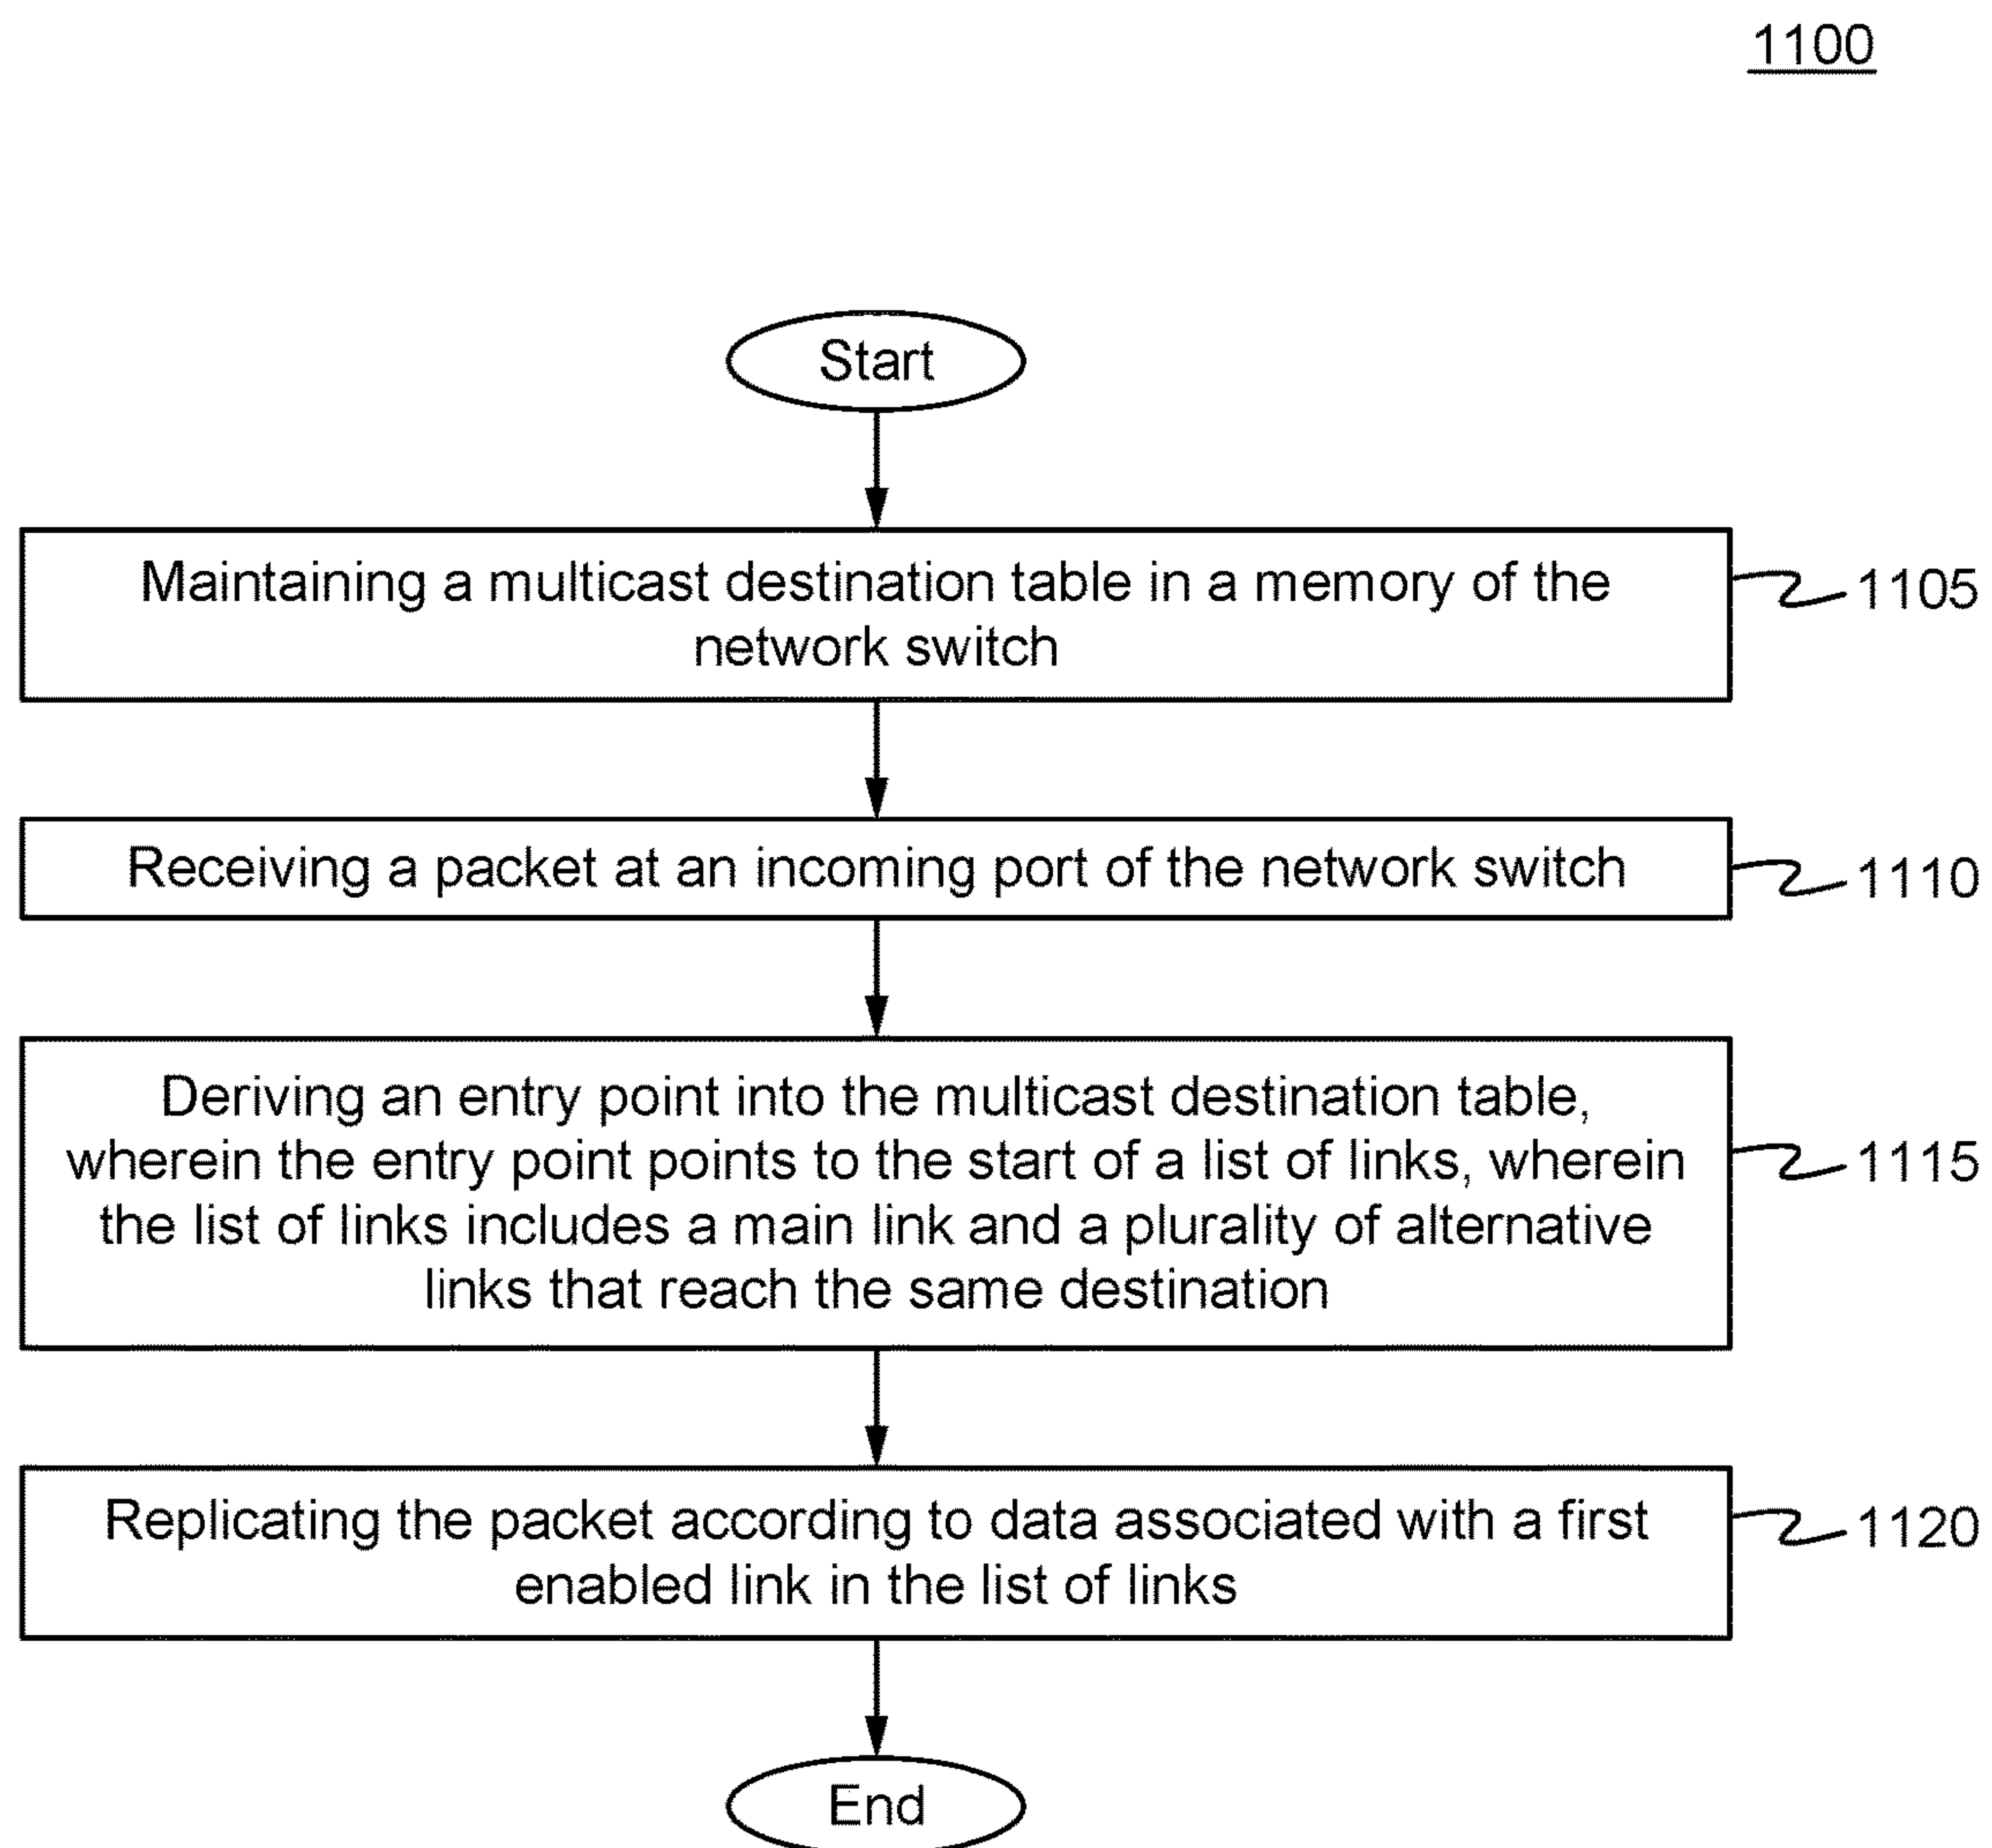 1100
Start
Maintaining a multicast destination table in a memory of the
network switch
1105
Receiving a packet at an incoming port of the network switch
1110
Deriving an entry point into the multicast destination table,
wherein the entry point points to the start of a list of links, wherein
the list of links includes a main link and a plurality of alternative
links that reach the same destination
1115
Replicating the packet according to data associated with a first
enabled link in the list of links
1120
End